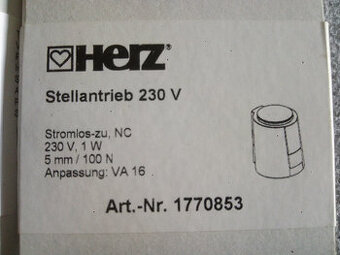 HERZ
Stellantrieb 230 V
Stromlos-zu, NC
230 V, 1 W
5 mm / 100 N
Anpassung: VA 16
Art.-Nr. 1770853